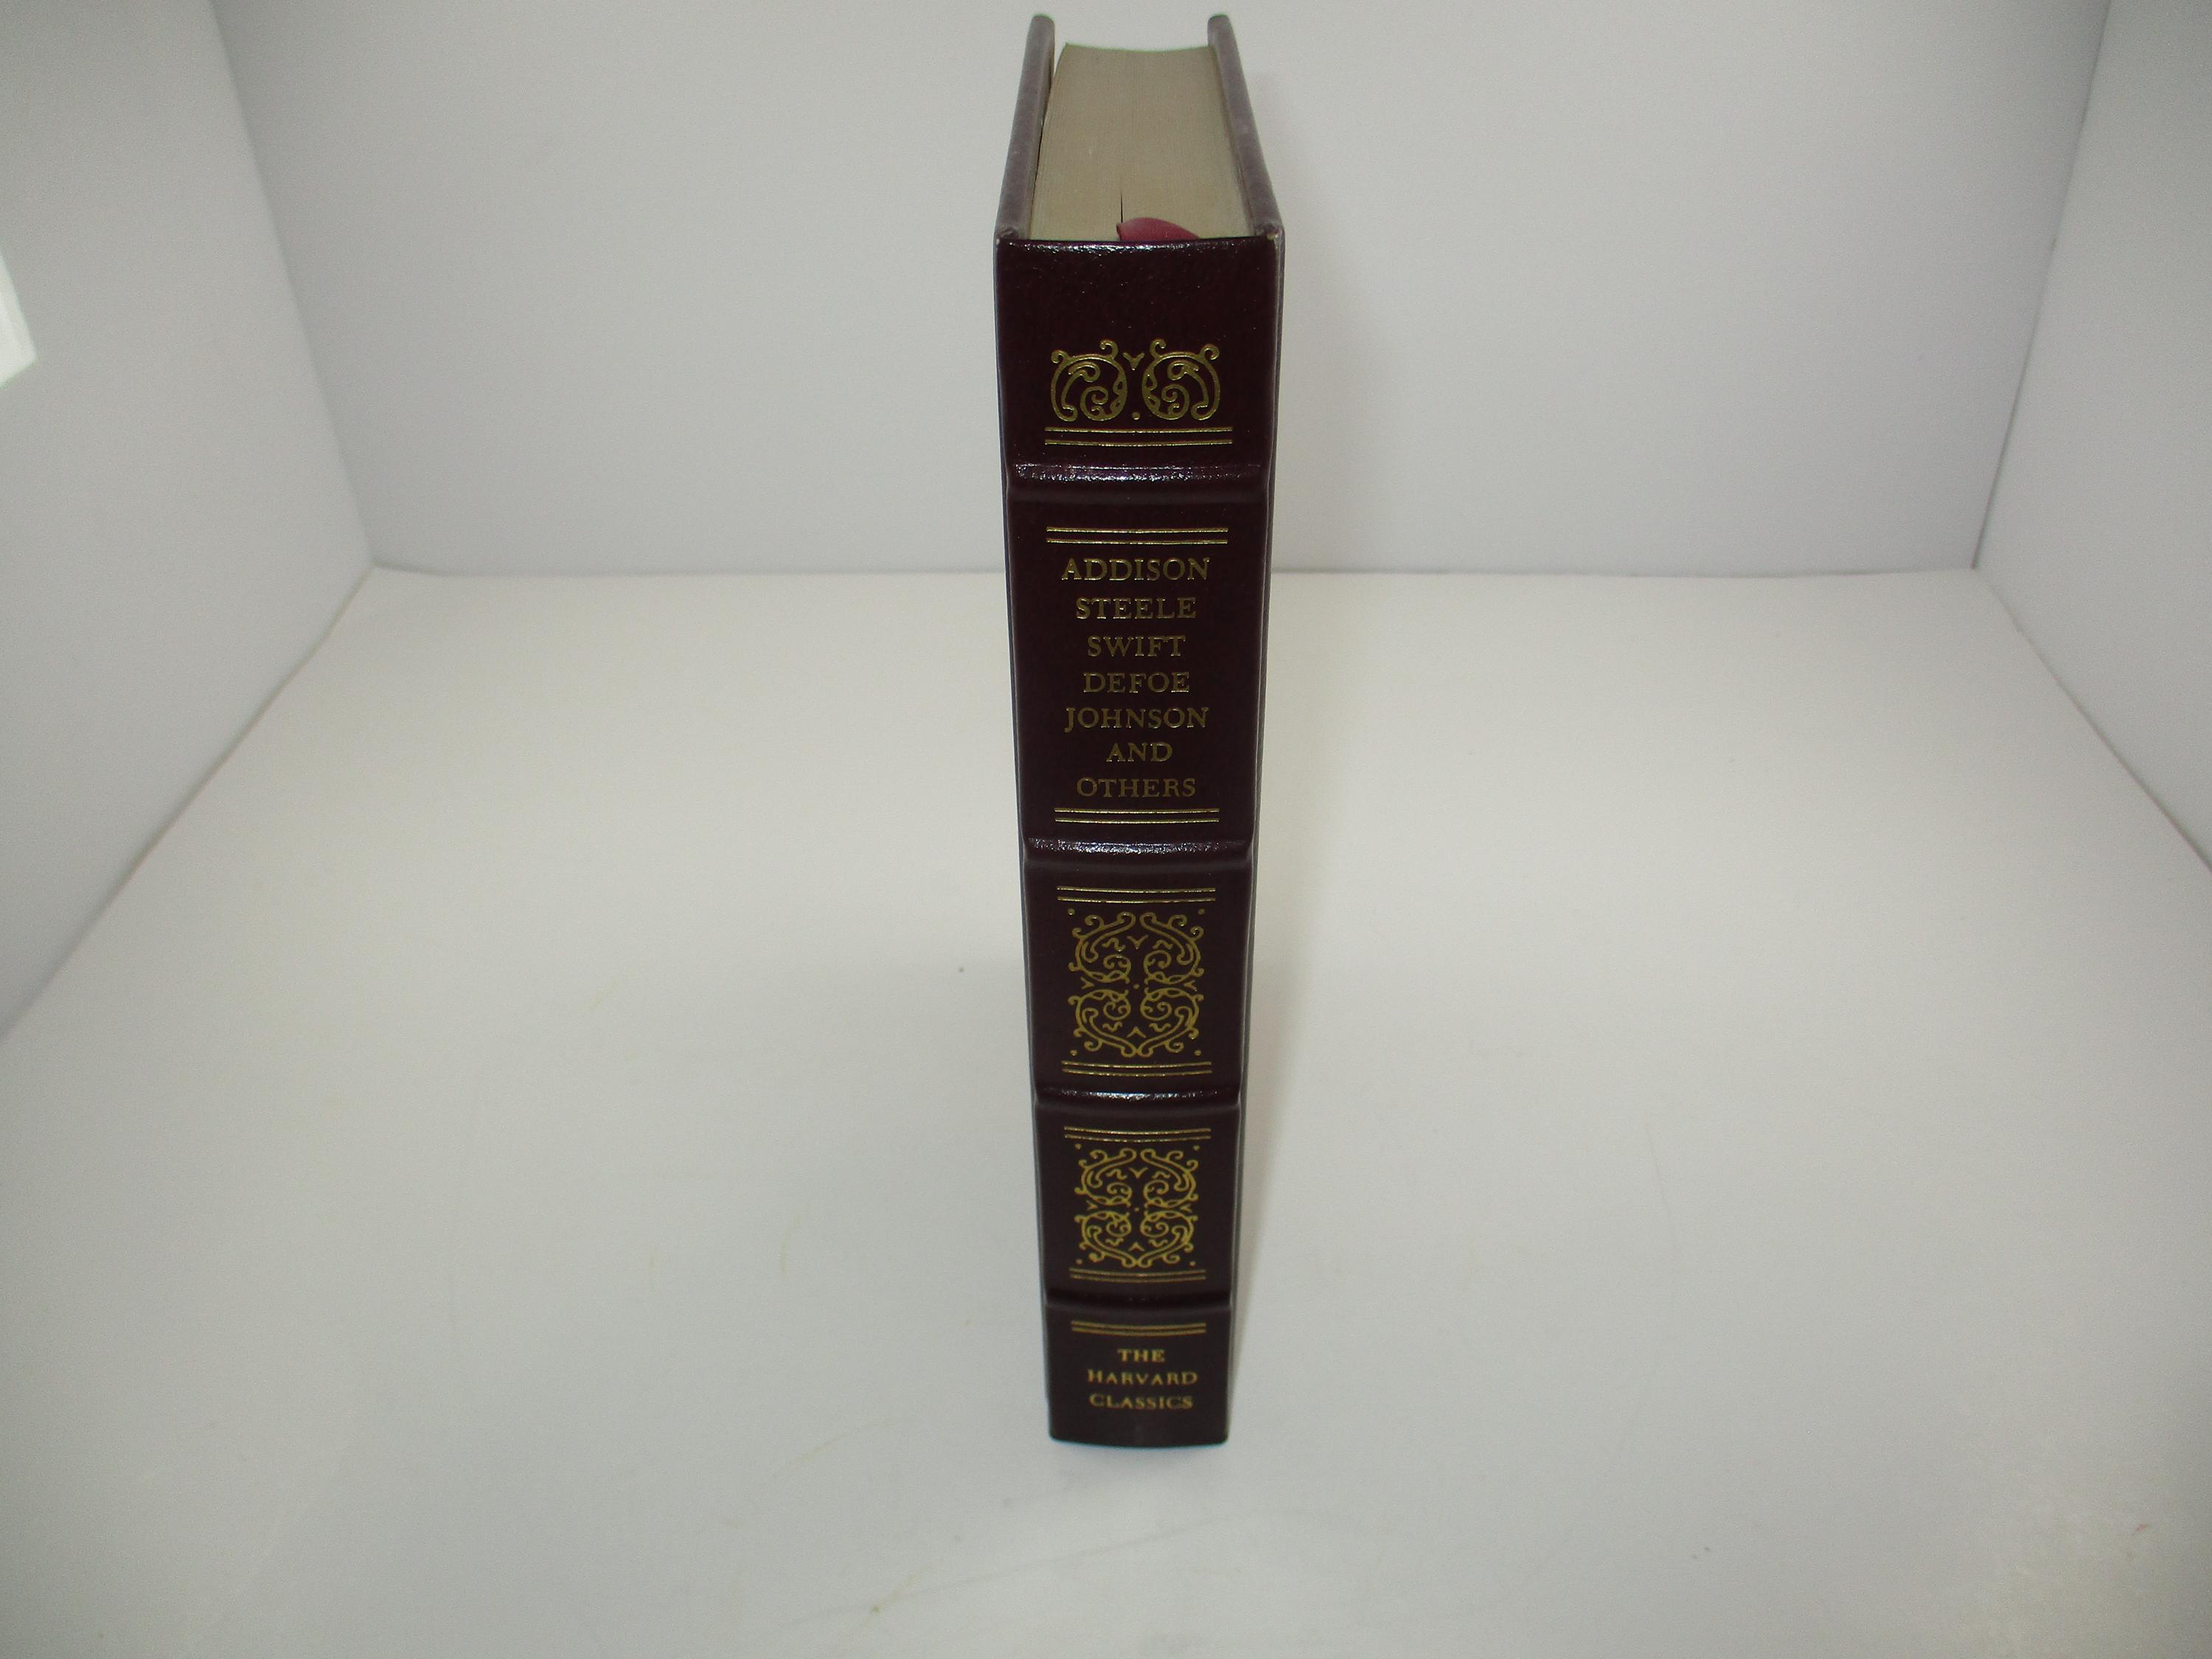 ADDISON
STEELE
SWIFT
DEFOE
JOHNSON
AND
OTHERS
THE
HARVARD
CLASSICS